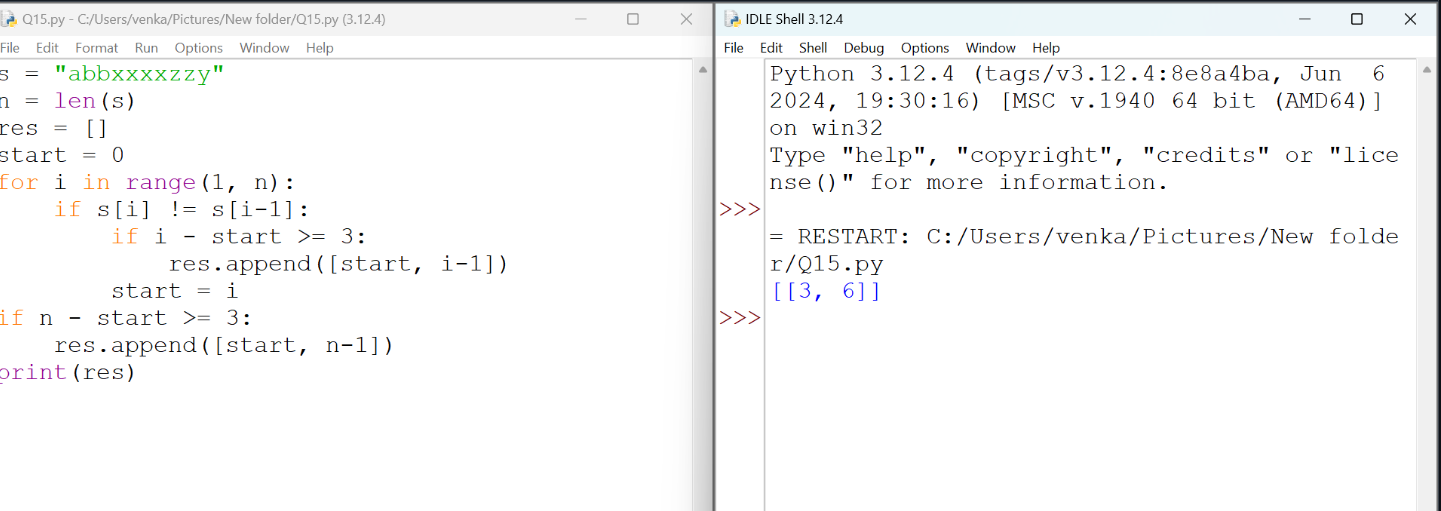 Q15.py - C:/Users/venka/Pictures/New folder/Q15.py (3.12.4)
File Edit Format Run Options Window Help
s = "abbxxxxzzy"
n = len(s)
res = []
start = 0
for i in range(1, n):
    if s[i] != s[i-1]:
        if i - start >= 3:
            res.append([start, i-1])
        start = i
if n - start >= 3:
    res.append([start, n-1])
print(res)
IDLE Shell 3.12.4
File Edit Shell Debug Options Window Help
Python 3.12.4 (tags/v3.12.4:8e8a4ba, Jun  6
2024, 19:30:16) [MSC v.1940 64 bit (AMD64)]
on win32
Type "help", "copyright", "credits" or "lice
nse()" for more information.
>>>
= RESTART: C:/Users/venka/Pictures/New folde
r/Q15.py
[[3, 6]]
>>>